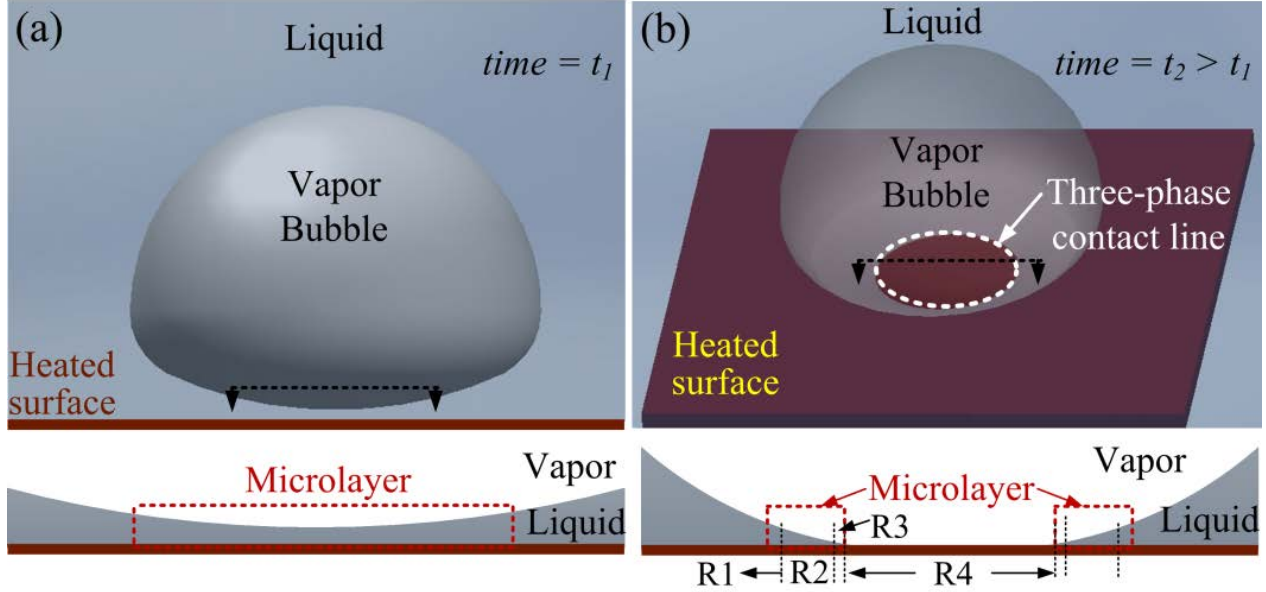 (a)
Liquid
time = t1
Vapor
Bubble
Heated
surface
Microlayer
Vapor
Liquid
(b)
Liquid
time = t2 > t1
Vapor
Bubble
Three-phase
contact line
Heated
surface
Microlayer
Vapor
Liquid
R3
R1
R2
R4